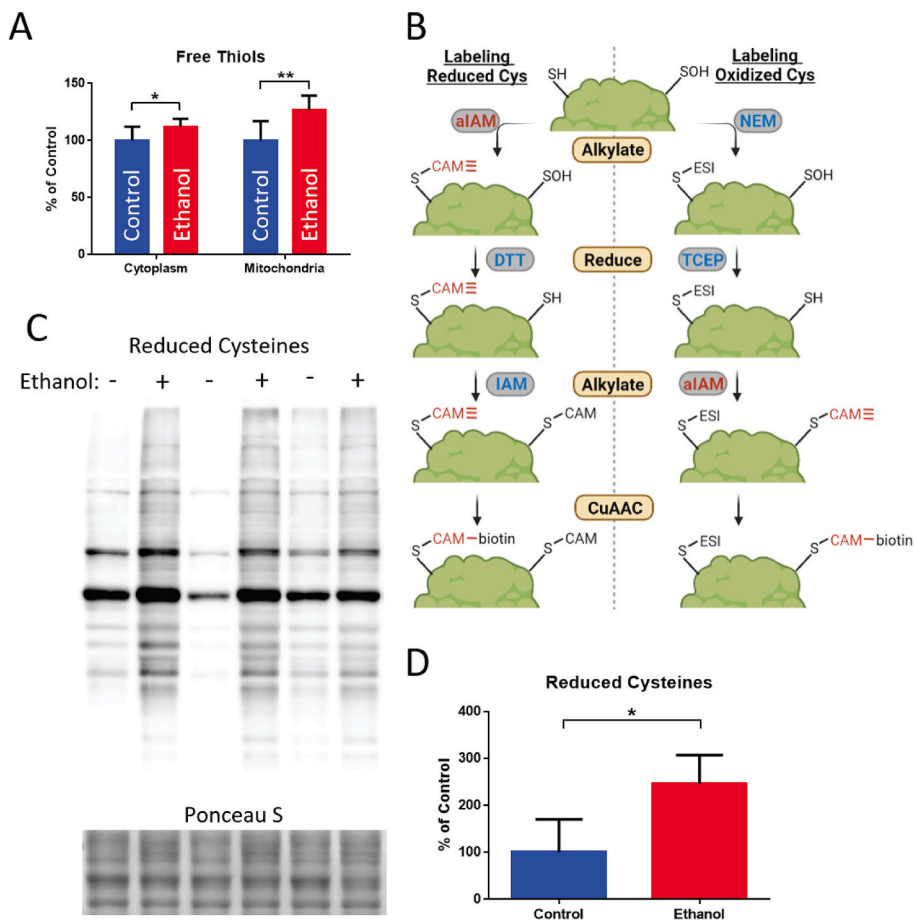 A
Free Thiols
% of Control
150
100
50
0
*
**
Control
Ethanol
Control
Ethanol
Cytoplasm
Mitochondria
B
Labeling
Reduced Cys
Labeling
Oxidized Cys
SH
SOH
aIAM
NEM
Alkylate
S-CAM≡
SOH
S-ESI
SOH
DTT
Reduce
TCEP
S-CAM≡
SH
S-ESI
SH
IAM
Alkylate
aIAM
S-CAM≡
S-CAM
S-ESI
S-CAM≡
CuAAC
S-CAM-biotin
S-CAM
S-ESI
S-CAM-biotin
C
Reduced Cysteines
Ethanol: - + - + - +
Ponceau S
D
Reduced Cysteines
% of Control
400
300
200
100
0
*
Control
Ethanol